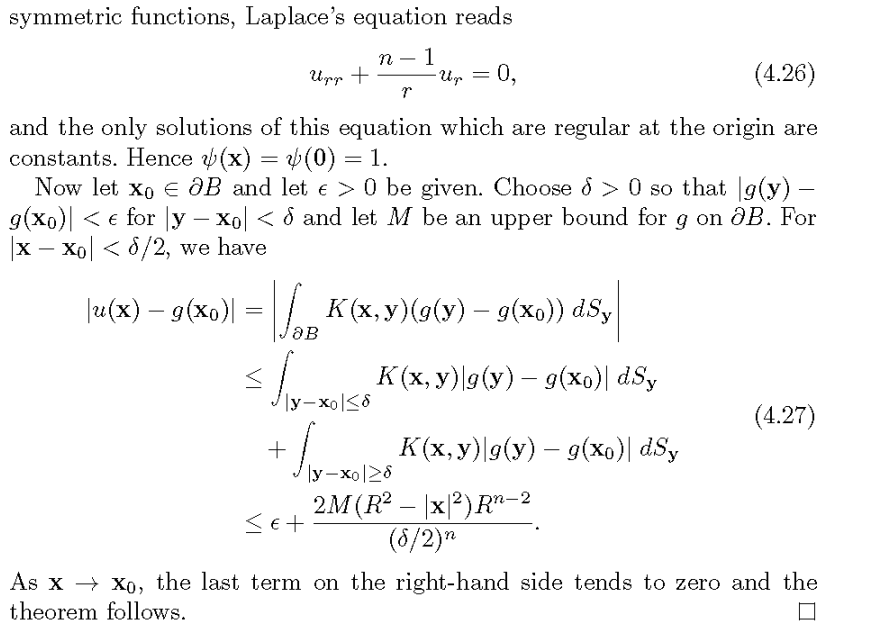 symmetric functions, Laplace's equation reads
u_{rr} + \frac{n-1}{r} u_r = 0, (4.26)
and the only solutions of this equation which are regular at the origin are
constants. Hence ψ(x) = ψ(0) = 1.
Now let x_0 ∈ ∂B and let ϵ > 0 be given. Choose δ > 0 so that |g(y) −
g(x_0)| < ϵ for |y − x_0| < δ and let M be an upper bound for g on ∂B. For
|x − x_0| < δ/2, we have
|u(x) − g(x_0)| = \left| \int_{∂B} K(x, y)(g(y) − g(x_0)) dS_y \right|
≤ \int_{|y−x_0|≤δ} K(x, y)|g(y) − g(x_0)| dS_y
(4.27)
+ \int_{|y−x_0|≥δ} K(x, y)|g(y) − g(x_0)| dS_y
≤ ϵ + \frac{2M(R^2 − |x|^2)R^{n−2}}{(δ/2)^n}.
As x → x_0, the last term on the right-hand side tends to zero and the
theorem follows. □